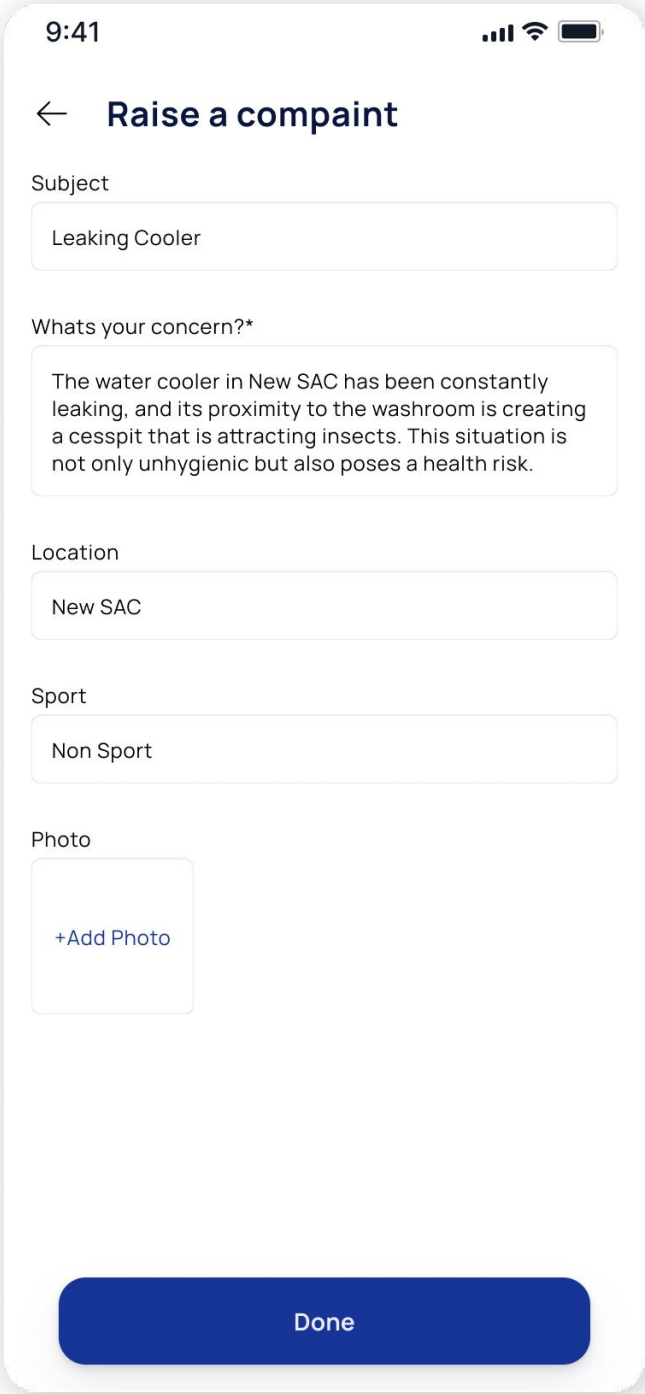 9:41
Raise a compaint
Subject
Leaking Cooler
Whats your concern?*
The water cooler in New SAC has been constantly
leaking, and its proximity to the washroom is creating
a cesspit that is attracting insects. This situation is
not only unhygienic but also poses a health risk.
Location
New SAC
Sport
Non Sport
Photo
+Add Photo
Done